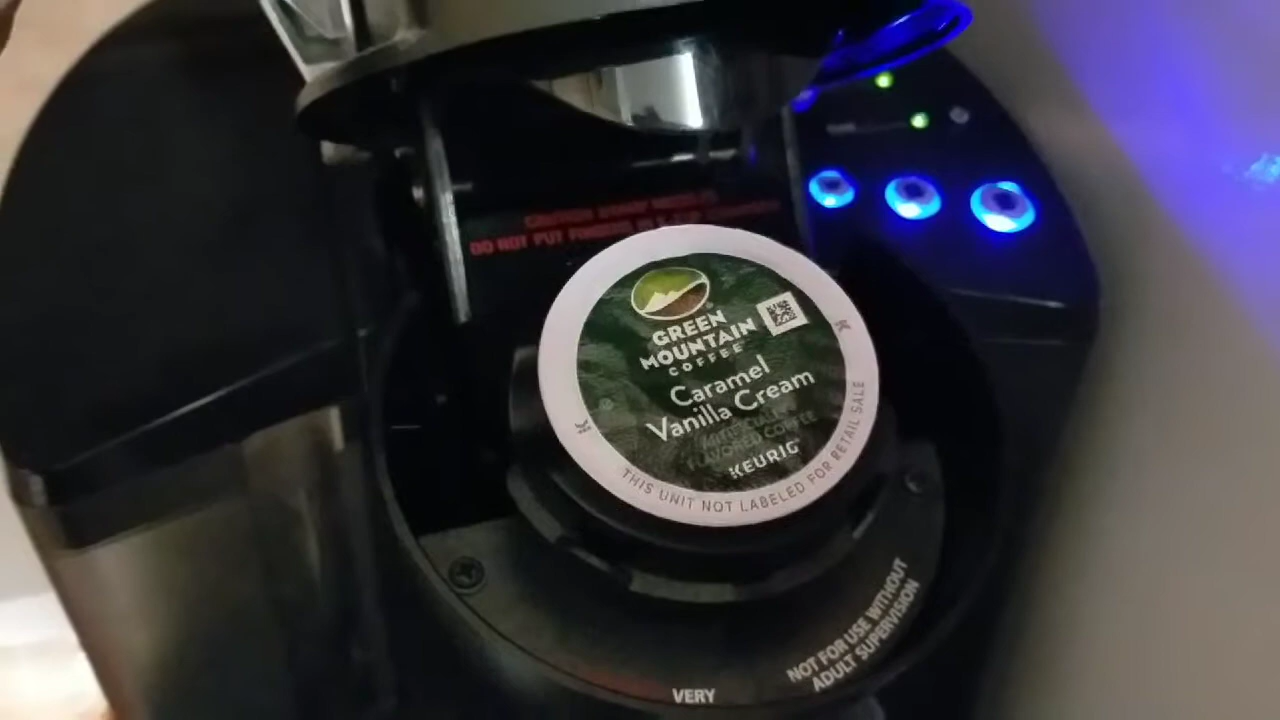 DO NOT PUT FINGERS IN K-CUP
GREEN
MOUNTAIN
COFFEE
Caramel
Vanilla Cream
ARTIFICIALLY
FLAVORED COFFEE
KEURIG
THIS UNIT NOT LABELED FOR RETAIL SALE
NOT FOR USE WITHOUT
ADULT SUPERVISION
VERY